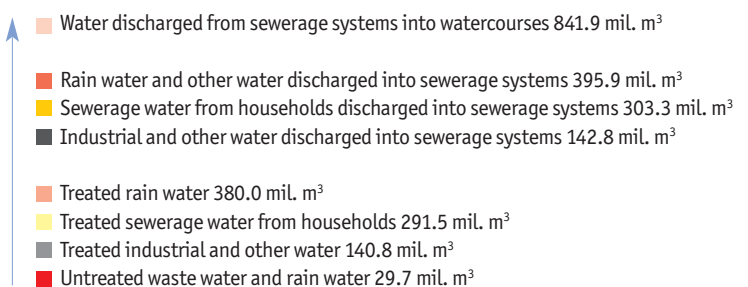 Water discharged from sewerage systems into watercourses 841.9 mil. m³
Rain water and other water discharged into sewerage systems 395.9 mil. m³
Sewerage water from households discharged into sewerage systems 303.3 mil. m³
Industrial and other water discharged into sewerage systems 142.8 mil. m³
Treated rain water 380.0 mil. m³
Treated sewerage water from households 291.5 mil. m³
Treated industrial and other water 140.8 mil. m³
Untreated waste water and rain water 29.7 mil. m³